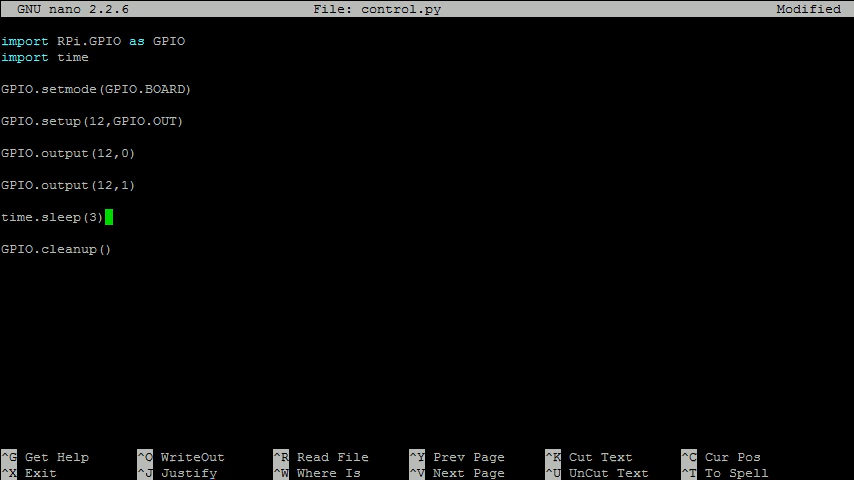 GNU nano 2.2.6 File: control.py Modified
import RPi.GPIO as GPIO
import time
GPIO.setmode(GPIO.BOARD)
GPIO.setup(12,GPIO.OUT)
GPIO.output(12,0)
GPIO.output(12,1)
time.sleep(3)
GPIO.cleanup()
^G Get Help ^O WriteOut ^R Read File ^Y Prev Page ^K Cut Text ^C Cur Pos
^X Exit ^J Justify ^W Where Is ^V Next Page ^U UnCut Text ^T To Spell